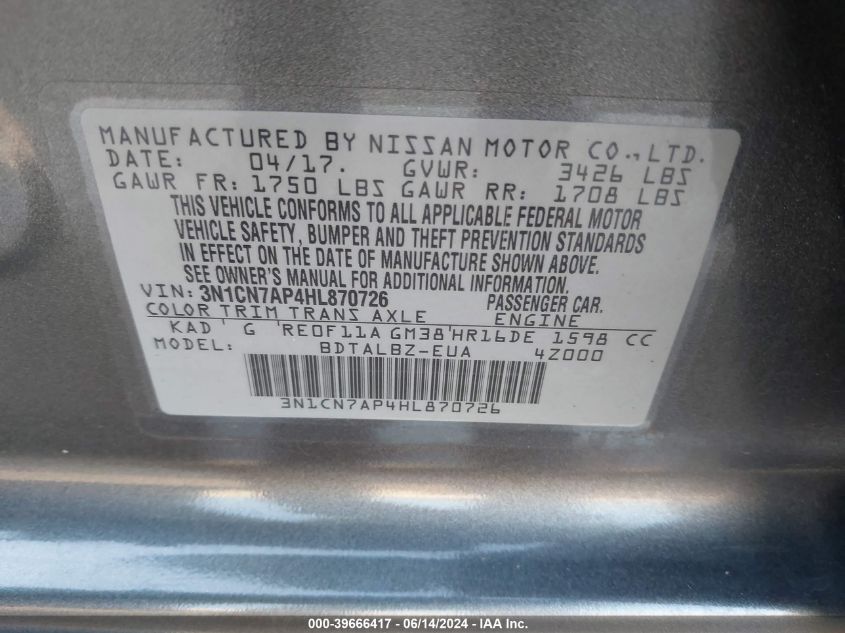 MANUFACTURED BY NISSAN MOTOR CO., LTD.
DATE: 04/17. GVWR: 3426 LBS
GAWR FR: 1750 LBS GAWR RR: 1708 LBS
THIS VEHICLE CONFORMS TO ALL APPLICABLE FEDERAL MOTOR
VEHICLE SAFETY, BUMPER AND THEFT PREVENTION STANDARDS
IN EFFECT ON THE DATE OF MANUFACTURE SHOWN ABOVE.
SEE OWNER'S MANUAL FOR ADDITIONAL INFORMATION.
VIN: 3N1CN7AP4HL870726 PASSENGER CAR.
COLOR TRIM TRANS AXLE ENGINE
KAD ' G 'RE0F11A GM38'HR16DE 1598 CC
MODEL: BDTALBZ-EUA 4Z000
3N1CN7AP4HL870726
000-39666417 - 06/14/2024 - IAA Inc.